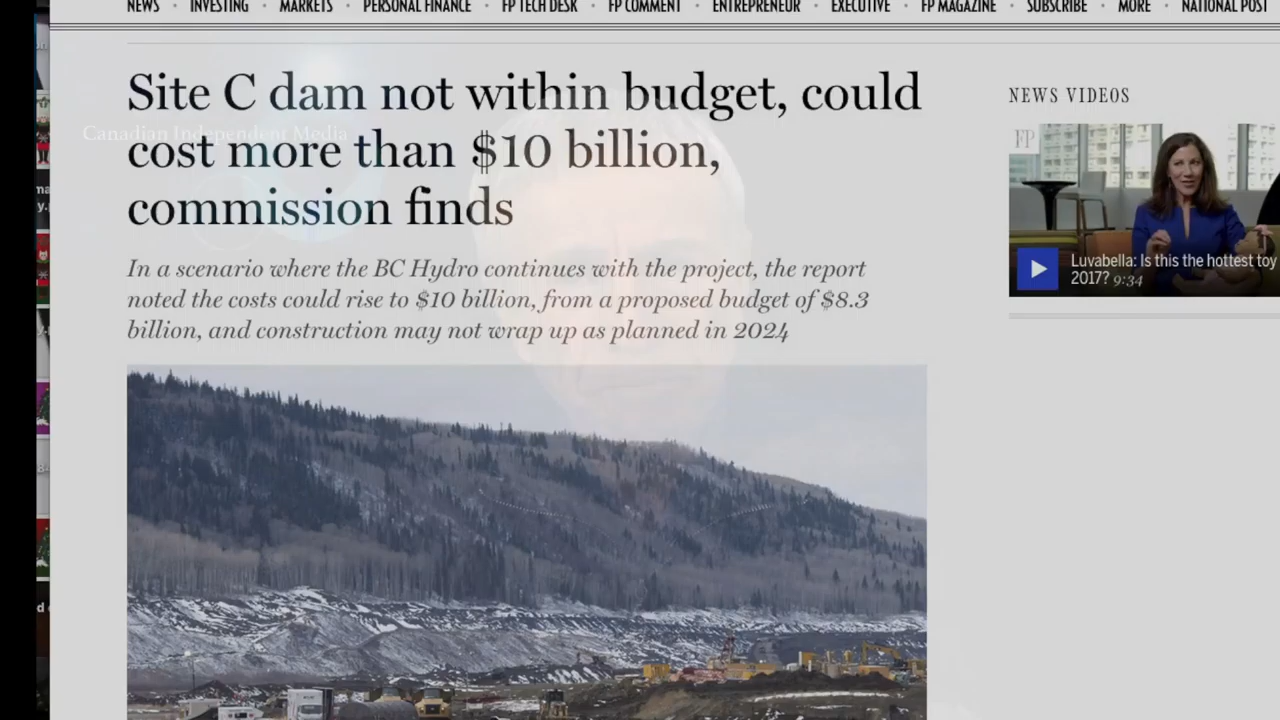 NEWS • INVESTING • MARKETS • PERSONAL FINANCE • FP TECH DESK • FP COMMENT • ENTREPRENEUR • EXECUTIVE • FP MAGAZINE • SUBSCRIBE • MORE • NATIONAL POST
Site C dam not within budget, could
cost more than $10 billion,
commission finds
Canadian Independent Media
In a scenario where the BC Hydro continues with the project, the report
noted the costs could rise to $10 billion, from a proposed budget of $8.3
billion, and construction may not wrap up as planned in 2024
NEWS VIDEOS
FP
Luvabella: Is this the hottest toy
2017? 9:34